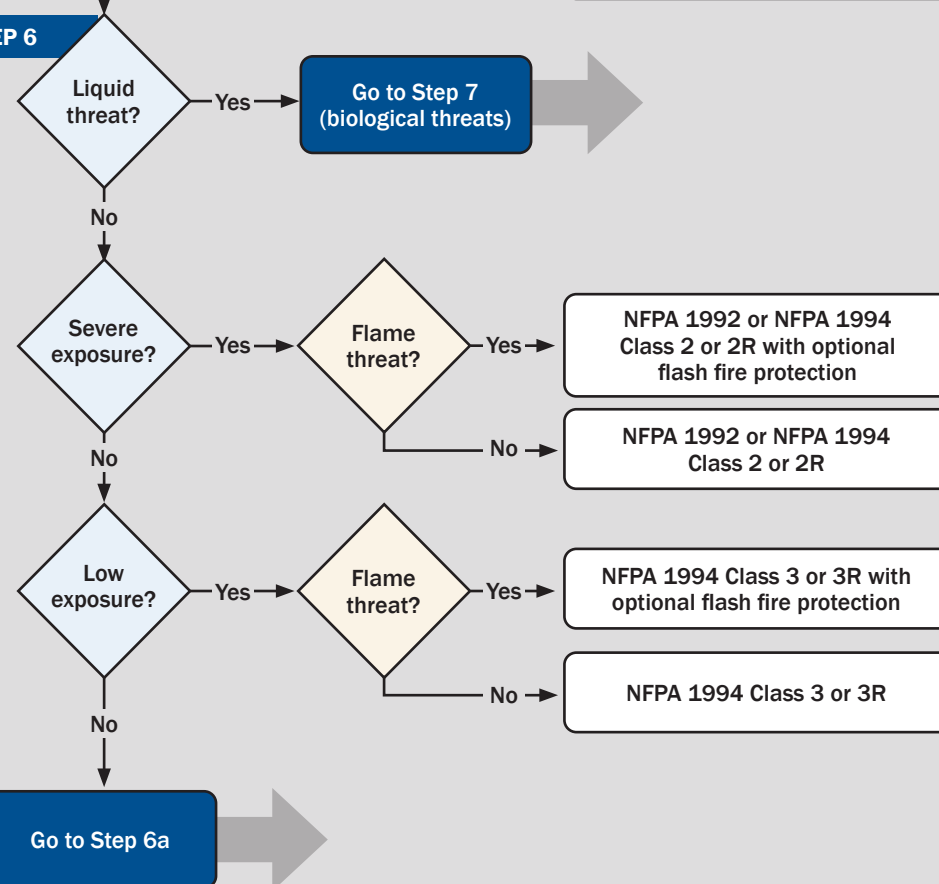 EP 6
Liquid
threat?
Yes
Go to Step 7
(biological threats)
No
Severe
exposure?
Yes
Flame
threat?
Yes
NFPA 1992 or NFPA 1994
Class 2 or 2R with optional
flash fire protection
No
NFPA 1992 or NFPA 1994
Class 2 or 2R
No
Low
exposure?
Yes
Flame
threat?
Yes
NFPA 1994 Class 3 or 3R with
optional flash fire protection
No
NFPA 1994 Class 3 or 3R
No
Go to Step 6a